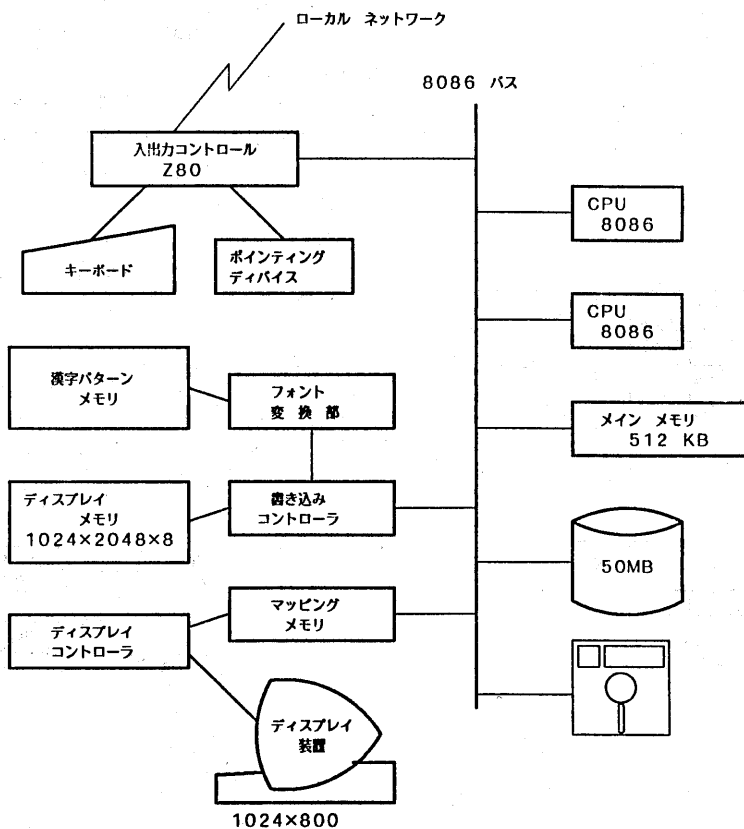 ローカル ネットワーク
8086 バス
入出力コントロール
Z80
CPU
8086
キーボード
ポインティング
ディバイス
CPU
8086
漢字パターン
メモリ
フォント
変 換 部
メイン メモリ
512 KB
ディスプレイ
メモリ
1024×2048×8
書き込み
コントローラ
50MB
マッピング
メモリ
ディスプレイ
コントローラ
ディスプレイ
装置
1024×800